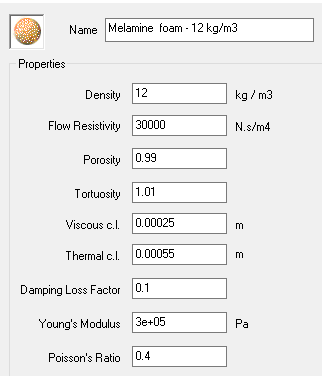 Name Melamine foam - 12 kg/m3
Properties
Density 12 kg / m3
Flow Resistivity 30000 N.s/m4
Porosity 0.99
Tortuosity 1.01
Viscous c.l. 0.00025 m
Thermal c.l. 0.00055 m
Damping Loss Factor 0.1
Young's Modulus 3e+05 Pa
Poisson's Ratio 0.4